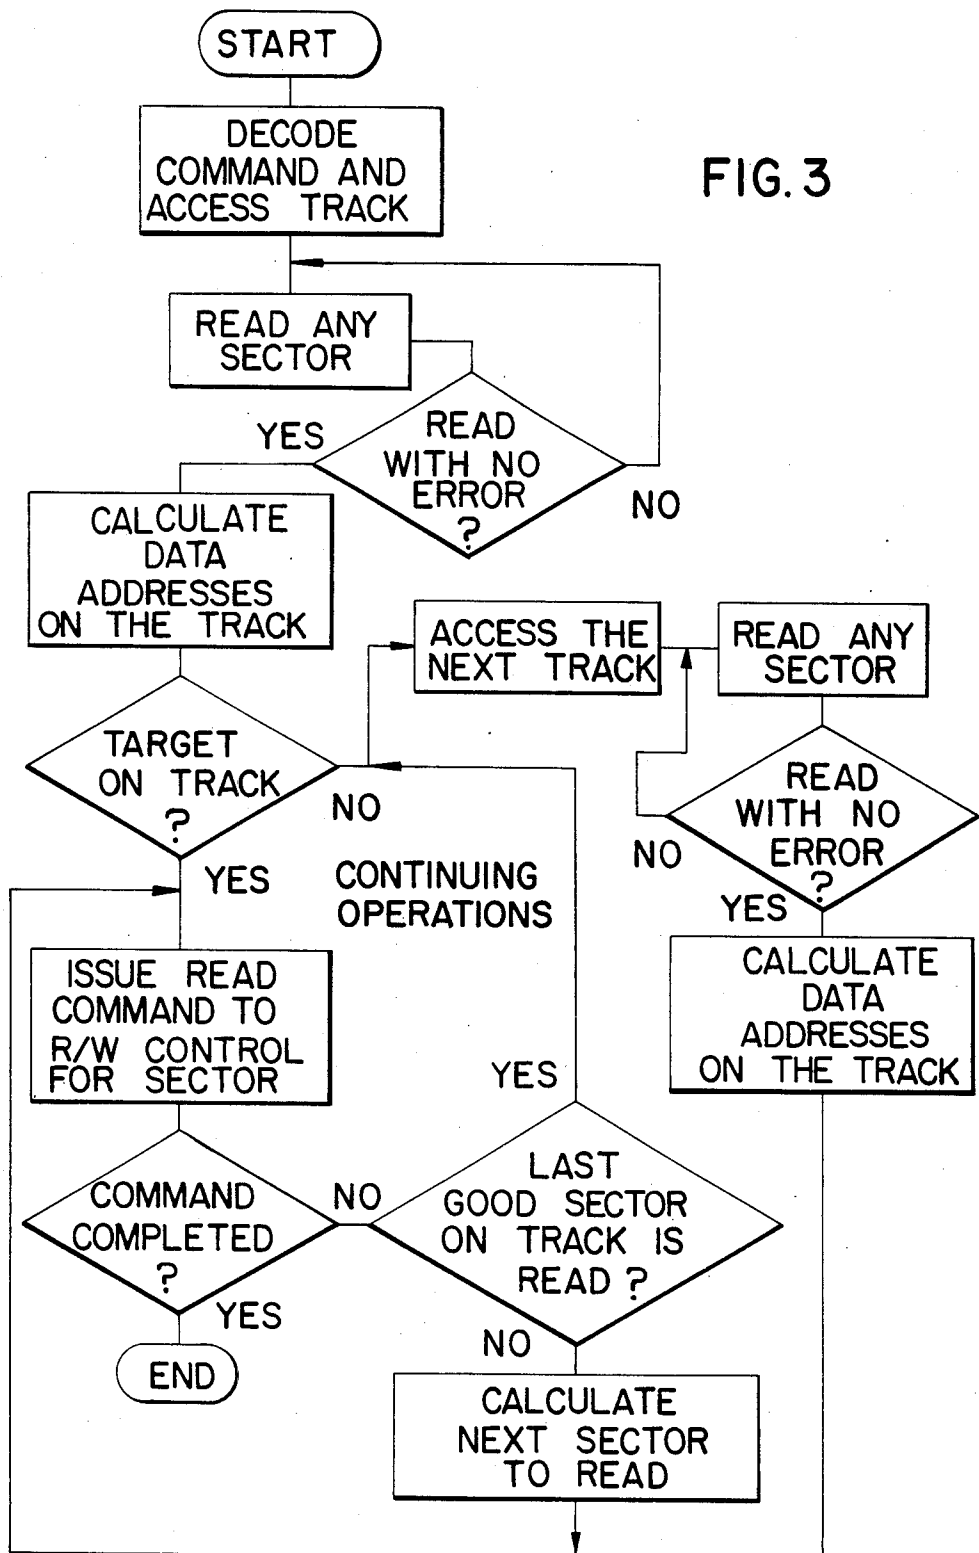 START
DECODE
COMMAND AND
ACCESS TRACK
FIG. 3
READ ANY
SECTOR
READ
WITH NO
ERROR
?
YES
NO
CALCULATE
DATA
ADDRESSES
ON THE TRACK
ACCESS THE
NEXT TRACK
READ ANY
SECTOR
TARGET
ON TRACK
?
NO
YES
READ
WITH NO
ERROR
?
NO
YES
CONTINUING
OPERATIONS
ISSUE READ
COMMAND TO
R/W CONTROL
FOR SECTOR
CALCULATE
DATA
ADDRESSES
ON THE TRACK
YES
COMMAND
COMPLETED
?
NO
YES
LAST
GOOD SECTOR
ON TRACK IS
READ ?
NO
END
CALCULATE
NEXT SECTOR
TO READ